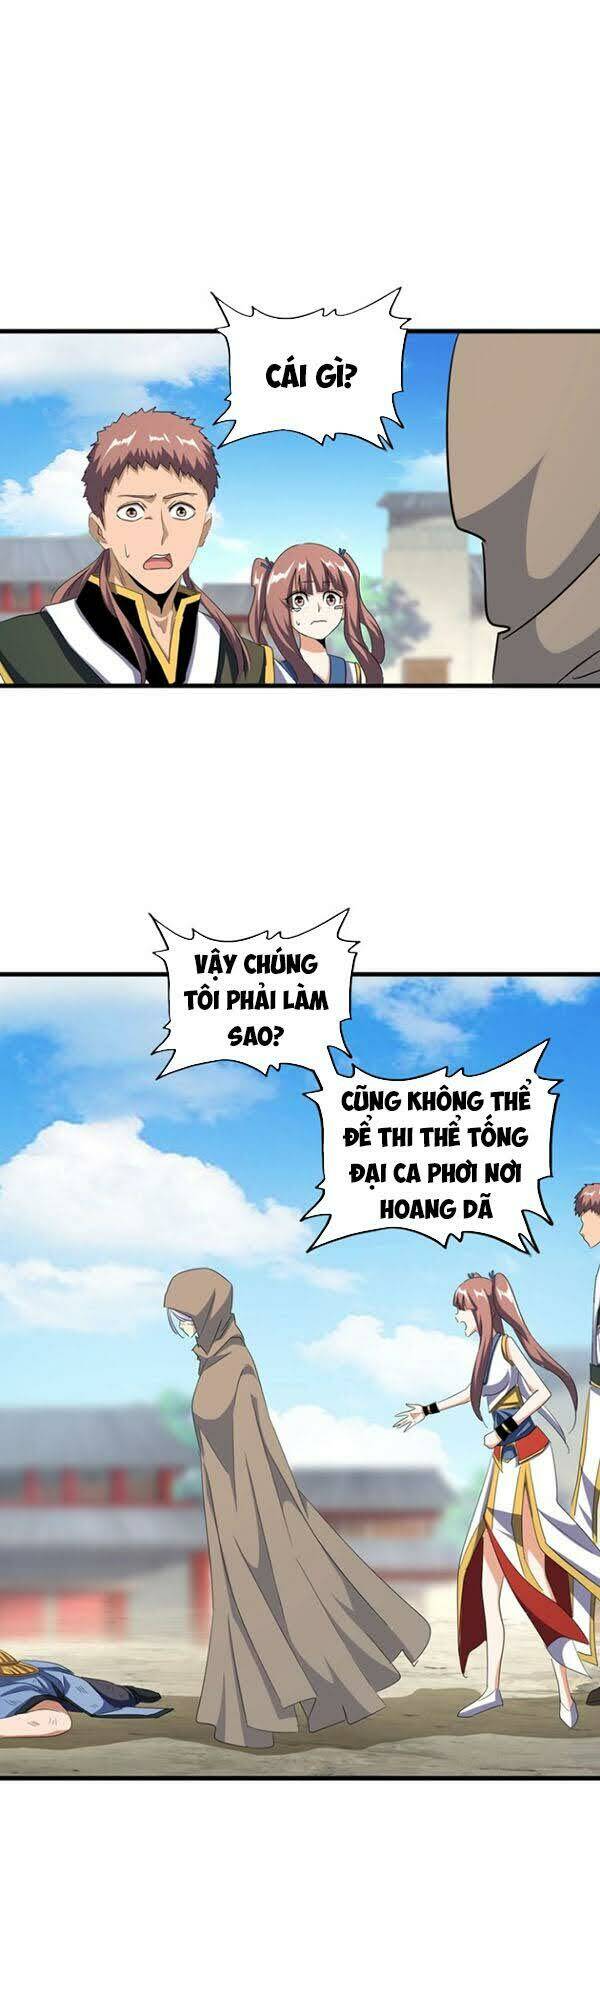 CÁI GÌ?
VẬY CHÚNG
TÔI PHẢI LÀM
SAO?
CŨNG KHÔNG THỂ
ĐỂ THI THỂ TỐNG
ĐẠI CA PHƠI NƠI
HOANG DÃ